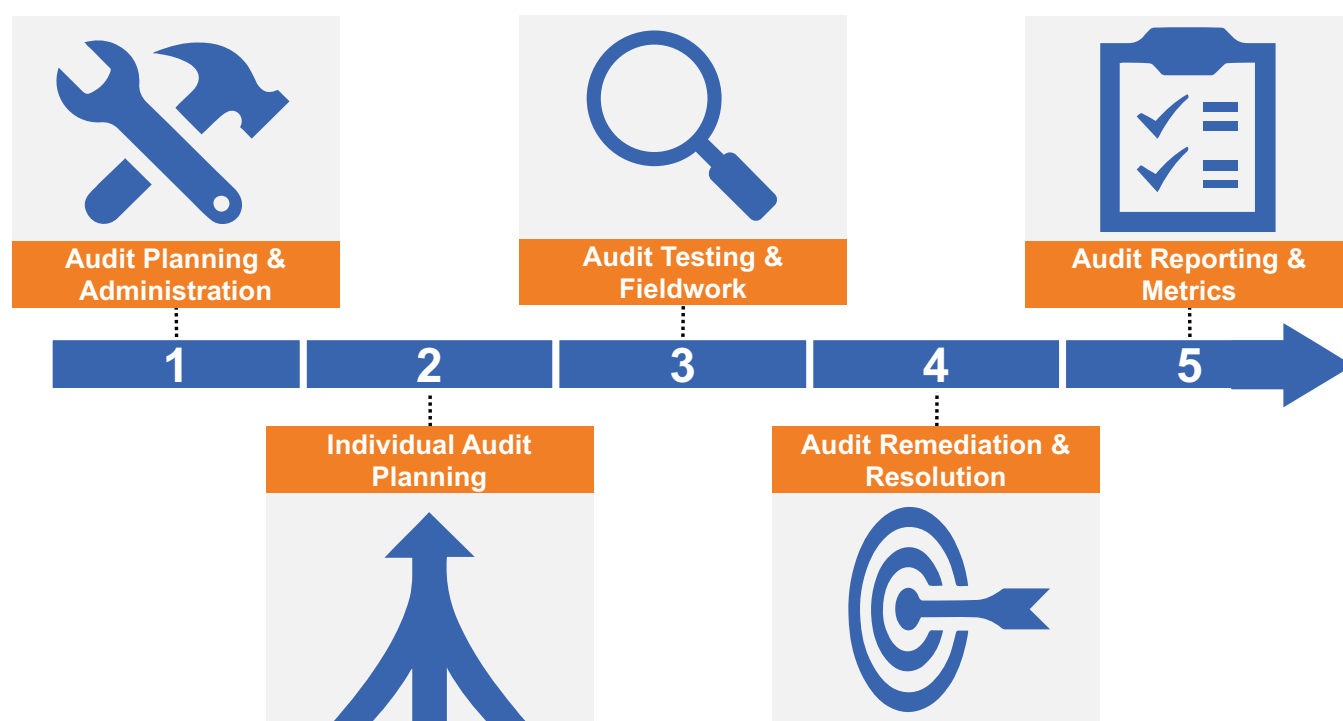 Audit Planning &
Administration
Audit Testing &
Fieldwork
Audit Reporting &
Metrics
1
2
3
4
5
Individual Audit
Planning
Audit Remediation &
Resolution